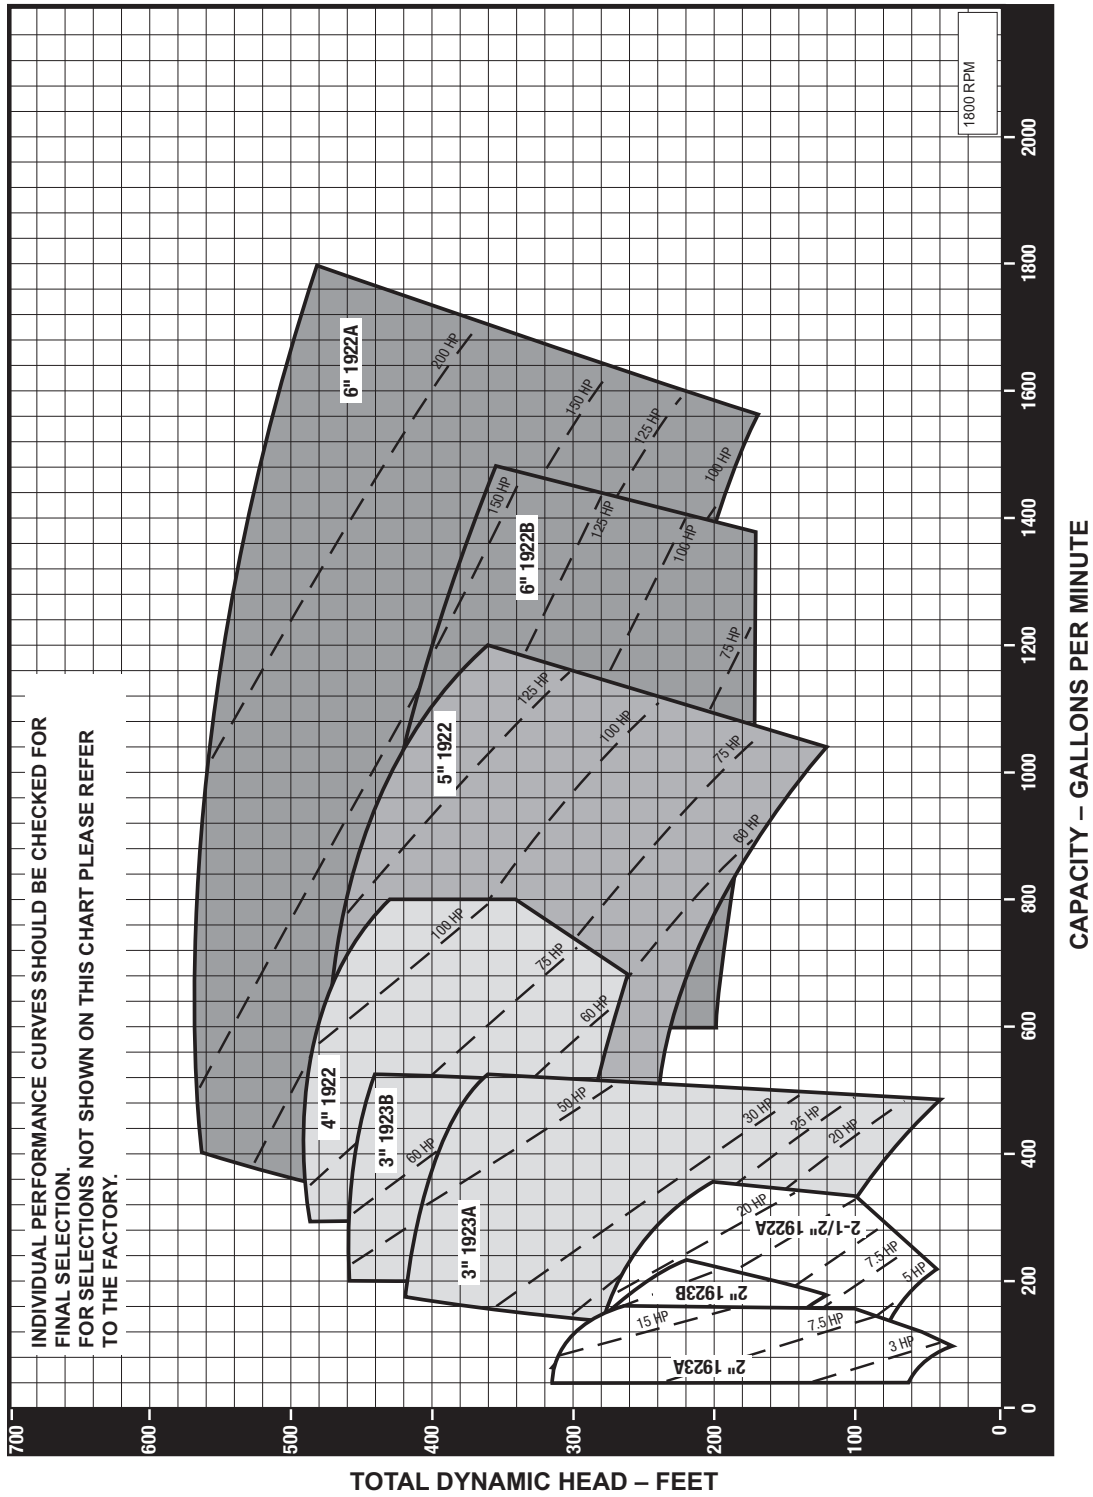 INDIVIDUAL PERFORMANCE CURVES SHOULD BE CHECKED FOR
FINAL SELECTION.
FOR SELECTIONS NOT SHOWN ON THIS CHART PLEASE REFER
TO THE FACTORY.
1800 RPM
6" 1922A
200 HP
150 HP
125 HP
100 HP
6" 1922B
150 HP
125 HP
100 HP
75 HP
5" 1922
125 HP
100 HP
75 HP
60 HP
4" 1922
100 HP
75 HP
60 HP
3" 1923B
60 HP
3" 1923A
50 HP
30 HP
25 HP
20 HP
2-1/2" 1922A
20 HP
7.5 HP
5 HP
2" 1923B
2" 1923A
15 HP
7.5 HP
3 HP
700
600
500
400
300
200
100
0
TOTAL DYNAMIC HEAD – FEET
0
200
400
600
800
1000
1200
1400
1600
1800
2000
CAPACITY – GALLONS PER MINUTE